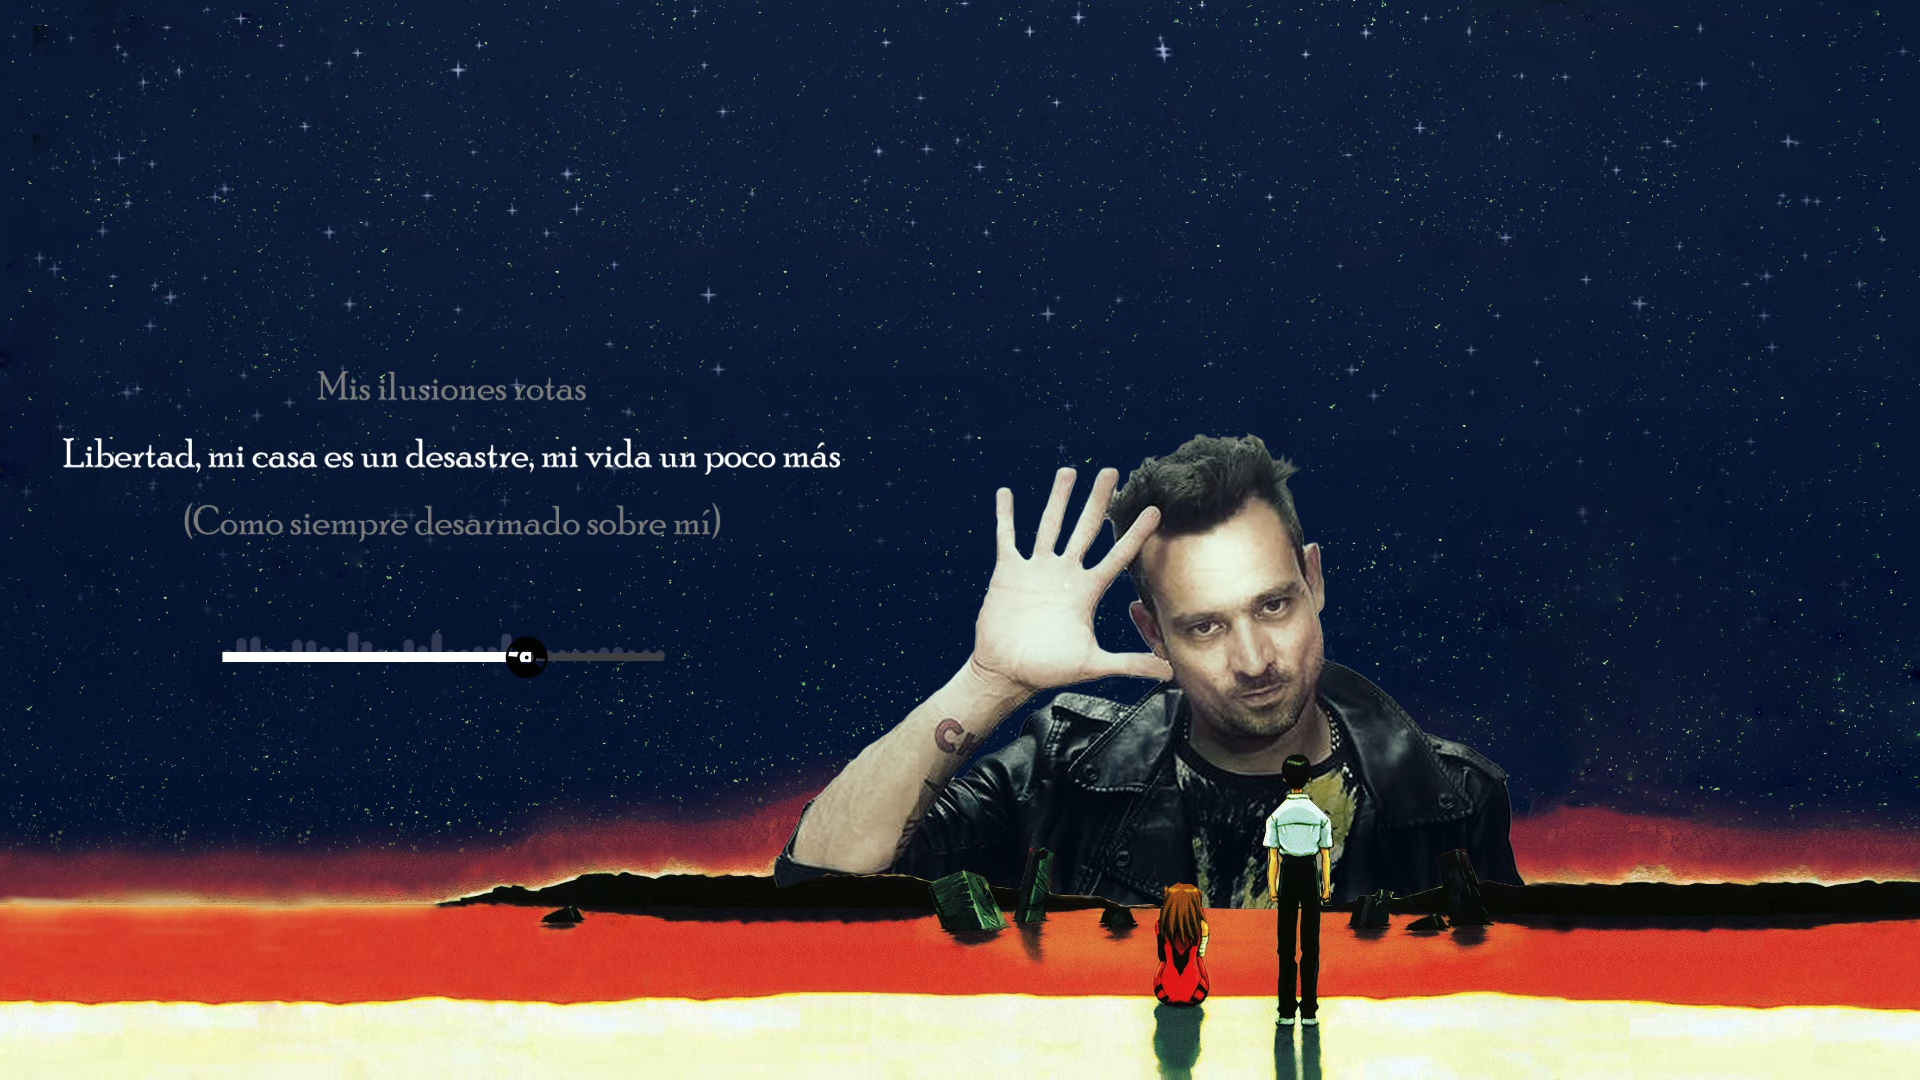 Mis ilusiones rotas
Libertad, mi casa es un desastre, mi vida un poco más
(Como siempre desarmado sobre mí)